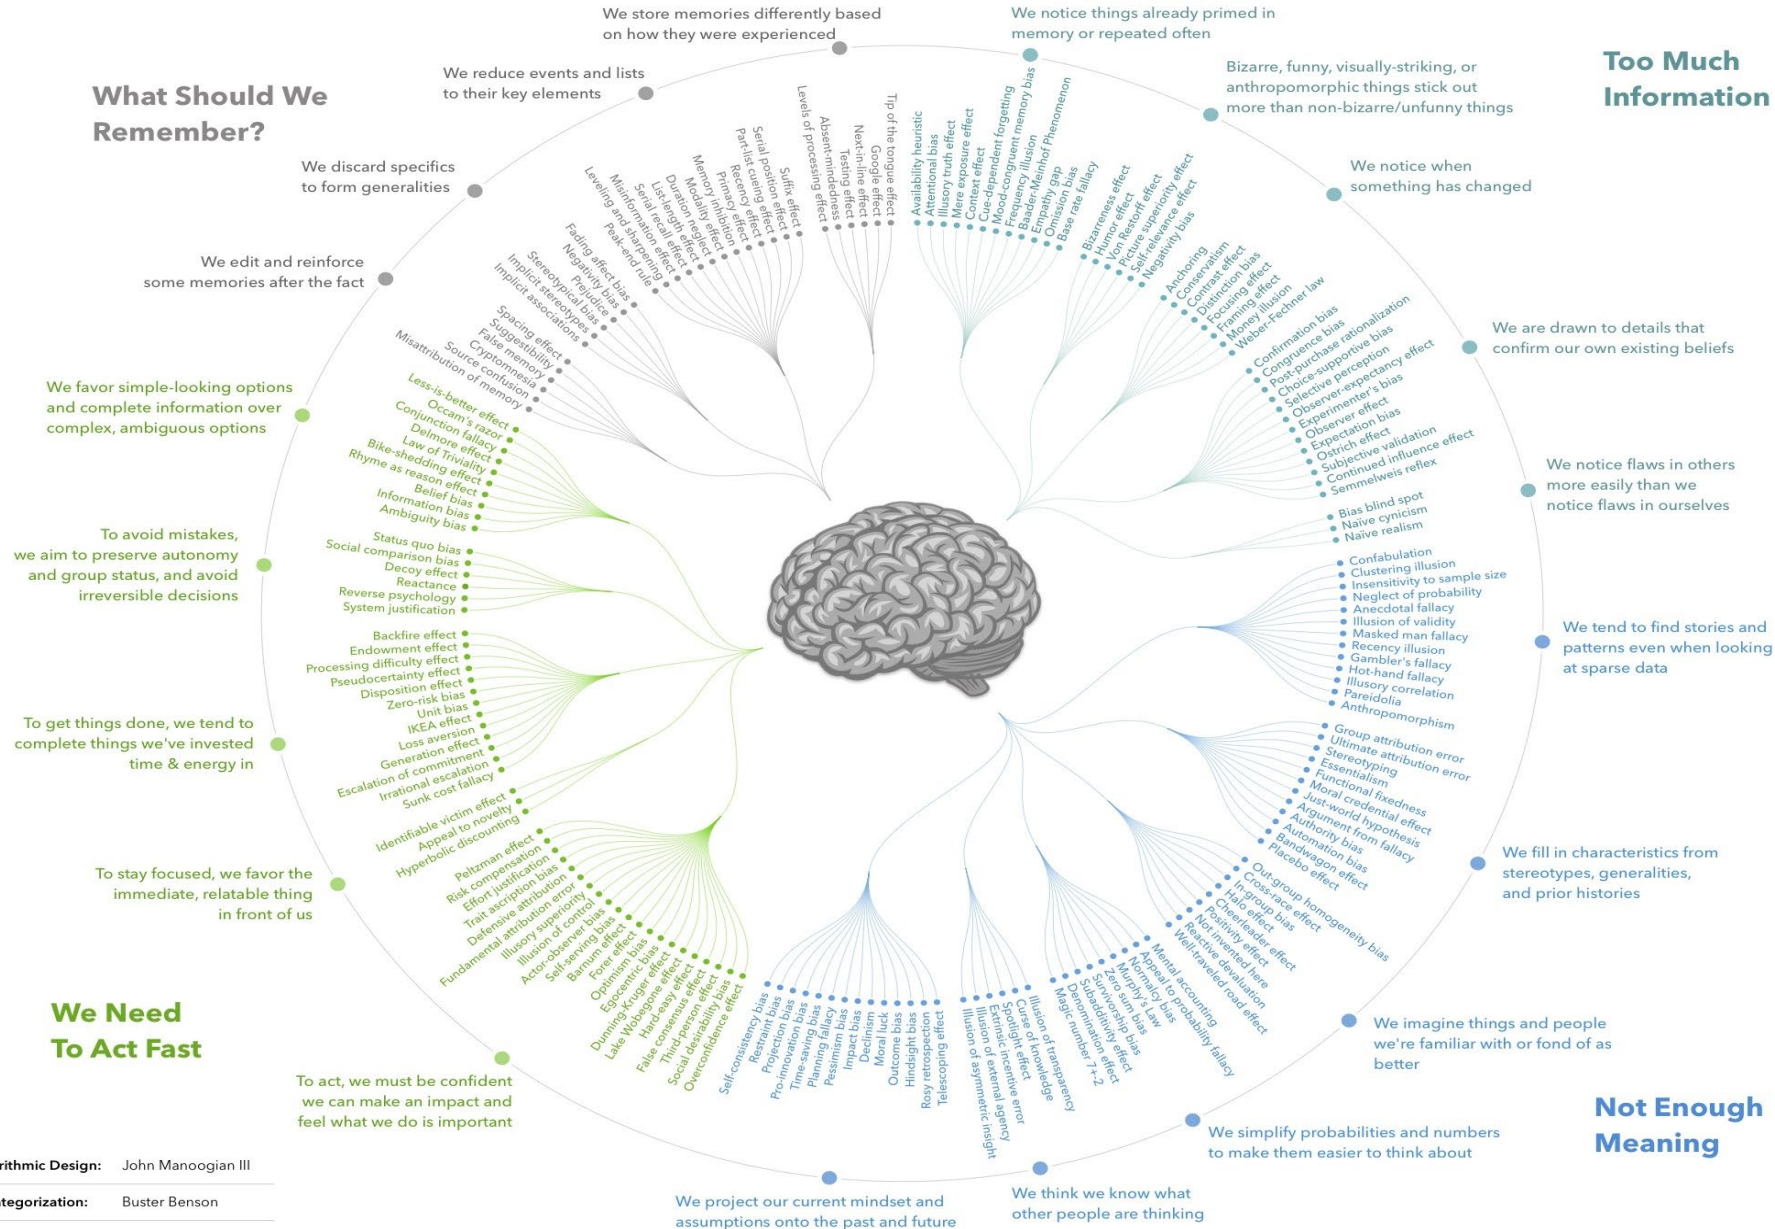 What Should We
Remember?
We store memories differently based
on how they were experienced
We reduce events and lists
to their key elements
We discard specifics
to form generalities
We edit and reinforce
some memories after the fact
Tip of the tongue effect
Google effect
Next-in-line effect
Testing effect
Absent-mindedness
Levels of processing effect
Suffix effect
Serial position effect
Part-list cueing effect
Recency effect
Primacy effect
Memory inhibition
Modality effect
Duration neglect
List-length effect
Serial recall effect
Misinformation effect
Leveling and sharpening
Peak-end rule
Fading affect bias
Negativity bias
Prejudice
Stereotypical bias
Implicit stereotypes
Implicit associations
Spacing effect
Suggestibility
False memory
Cryptomnesia
Source confusion
Misattribution of memory
Too Much
Information
We notice things already primed in
memory or repeated often
Bizarre, funny, visually-striking, or
anthropomorphic things stick out
more than non-bizarre/unfunny things
We notice when
something has changed
We are drawn to details that
confirm our own existing beliefs
We notice flaws in others
more easily than we
notice flaws in ourselves
Availability heuristic
Attentional bias
Illusory truth effect
Mere exposure effect
Context effect
Cue-dependent forgetting
Mood-congruent memory bias
Frequency illusion
Baader-Meinhof Phenomenon
Empathy gap
Omission bias
Base rate fallacy
Bizarreness effect
Humor effect
Von Restorff effect
Picture superiority effect
Self-relevance effect
Negativity bias
Anchoring
Conservatism
Contrast effect
Distinction bias
Focusing effect
Framing effect
Money illusion
Weber-Fechner law
Confirmation bias
Congruence bias
Post-purchase rationalization
Choice-supportive bias
Selective perception
Observer-expectancy effect
Experimenter's bias
Observer effect
Expectation bias
Ostrich effect
Subjective validation
Continued influence effect
Semmelweis reflex
Bias blind spot
Naïve cynicism
Naïve realism
Not Enough
Meaning
We tend to find stories and
patterns even when looking
at sparse data
We fill in characteristics from
stereotypes, generalities,
and prior histories
We imagine things and people
we're familiar with or fond of as
better
We simplify probabilities and numbers
to make them easier to think about
We think we know what
other people are thinking
We project our current mindset and
assumptions onto the past and future
Confabulation
Clustering illusion
Insensitivity to sample size
Neglect of probability
Anecdotal fallacy
Illusion of validity
Masked man fallacy
Recency illusion
Gambler's fallacy
Hot-hand fallacy
Illusory correlation
Pareidolia
Anthropomorphism
Group attribution error
Ultimate attribution error
Stereotyping
Essentialism
Functional fixedness
Moral credential effect
Just-world hypothesis
Argument from fallacy
Authority bias
Automation bias
Bandwagon effect
Placebo effect
Out-group homogeneity bias
Cross-race effect
In-group bias
Halo effect
Cheerleader effect
Positivity effect
Not invented here
Reactive devaluation
Well-traveled road effect
Mental accounting
Appeal to probability fallacy
Normalcy bias
Murphy's Law
Zero sum bias
Survivorship bias
Subadditivity effect
Denomination effect
Magic number 7+-2
Illusion of transparency
Curse of knowledge
Spotlight effect
Extrinsic incentive error
Illusion of external agency
Illusion of asymmetric insight
Telescoping effect
Rosy retrospection
Hindsight bias
Outcome bias
Moral luck
Declinism
Impact bias
Pessimism bias
Planning fallacy
Time-saving bias
Pro-innovation bias
Projection bias
Restraint bias
Self-consistency bias
We favor simple-looking options
and complete information over
complex, ambiguous options
To avoid mistakes,
we aim to preserve autonomy
and group status, and avoid
irreversible decisions
To get things done, we tend to
complete things we've invested
time & energy in
To stay focused, we favor the
immediate, relatable thing
in front of us
To act, we must be confident
we can make an impact and
feel what we do is important
We Need
To Act Fast
Less-is-better effect
Occam's razor
Conjunction fallacy
Delmore effect
Law of Triviality
Bike-shedding effect
Rhyme as reason effect
Belief bias
Information bias
Ambiguity bias
Status quo bias
Social comparison bias
Decoy effect
Reactance
Reverse psychology
System justification
Backfire effect
Endowment effect
Processing difficulty effect
Pseudocertainty effect
Disposition effect
Zero-risk bias
Unit bias
IKEA effect
Loss aversion
Generation effect
Escalation of commitment
Irrational escalation
Sunk cost fallacy
Identifiable victim effect
Appeal to novelty
Hyperbolic discounting
Peltzman effect
Risk compensation
Effort justification
Trait ascription bias
Defensive attribution
Fundamental attribution error
Illusory superiority
Illusion of control
Actor-observer bias
Self-serving bias
Barnum effect
Forer effect
Optimism bias
Egocentric bias
Dunning-Kruger effect
Lake Wobegone effect
Hard-easy effect
False consensus effect
Third-person effect
Social desirability bias
Overconfidence effect
rithmic Design: John Manoogian III
ategorization: Buster Benson